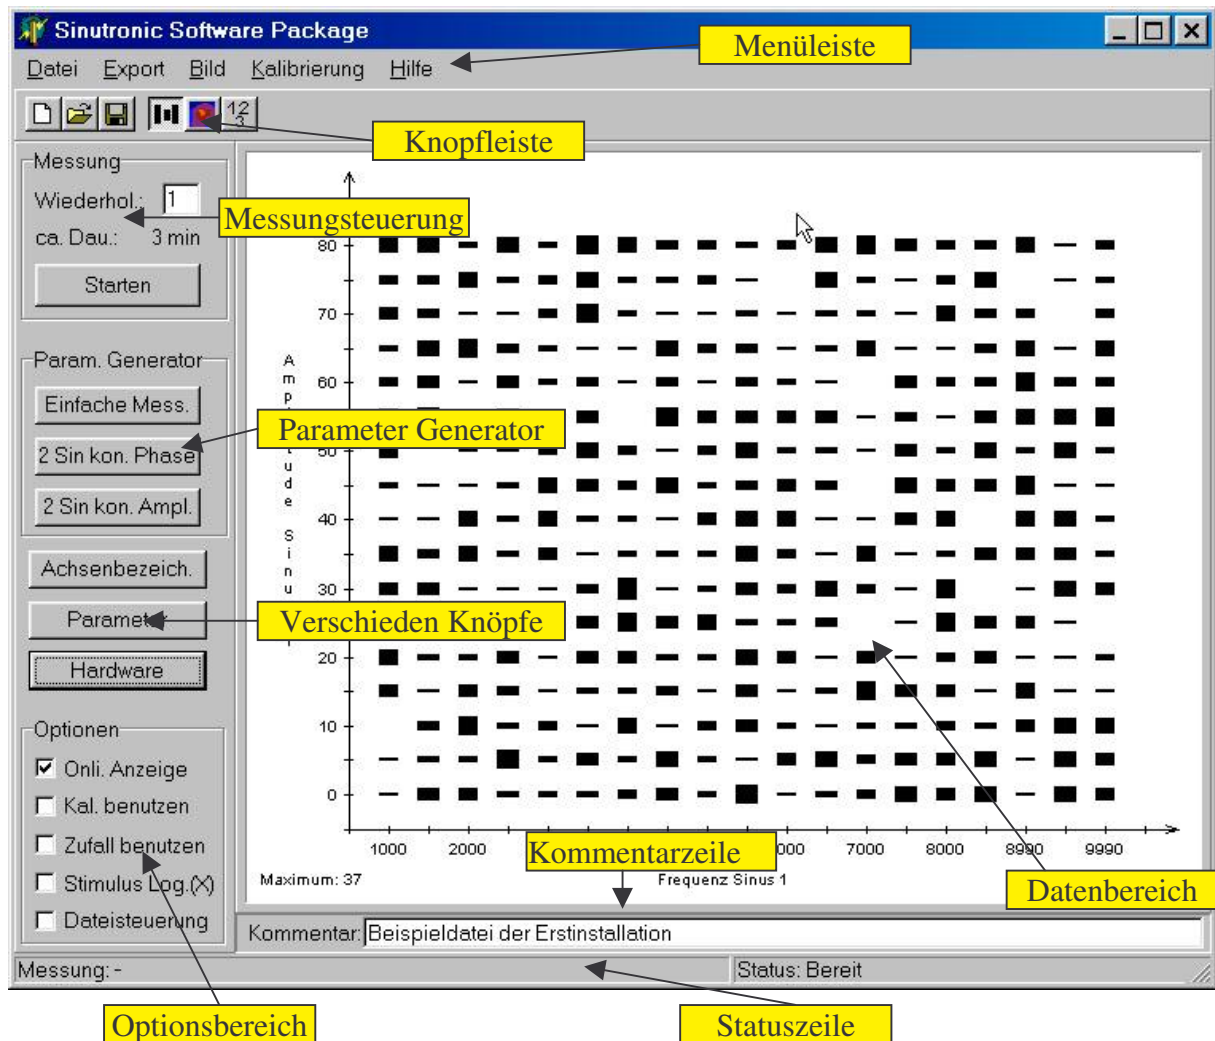 Sinutronic Software Package
Menüleiste
Datei Export Bild Kalibrierung Hilfe
12
3
Knopfleiste
Messung
Wiederhol.: 1
Messungsteuerung
ca. Dau.: 3 min
Starten
Param. Generator
Einfache Mess.
Parameter Generator
2 Sin kon. Phase
2 Sin kon. Ampl.
Achsenbezeich.
Parameter
Verschieden Knöpfe
Hardware
Optionen
Onli. Anzeige
Kal. benutzen
Zufall benutzen
Stimulus Log.(X)
Dateisteuerung
80
70
60
50
40
30
20
10
0
1000 2000 7000 8000 8990 9990
Kommentarzeile
Maximum: 37
Frequenz Sinus 1
Datenbereich
Kommentar: Beispieldatei der Erstinstallation
Messung: -
Status: Bereit
Optionsbereich
Statuszeile